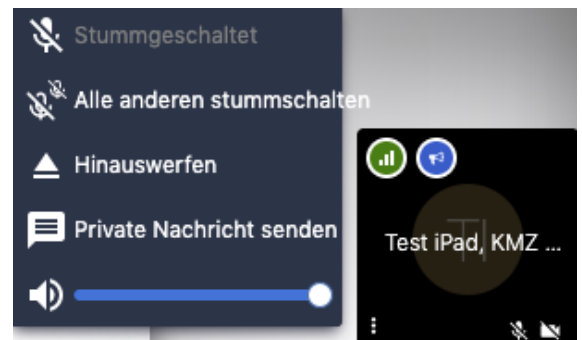 Stummgeschaltet
Alle anderen stummschalten
Hinauswerfen
Private Nachricht senden
Test iPad, KMZ ...